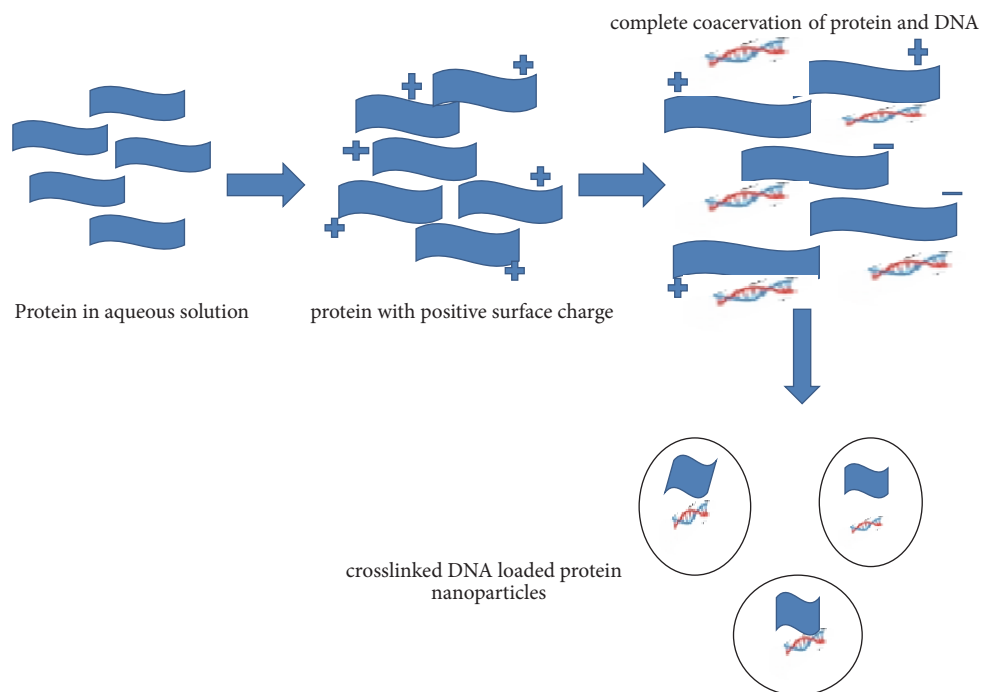 complete coacervation of protein and DNA
Protein in aqueous solution
protein with positive surface charge
crosslinked DNA loaded protein
nanoparticles